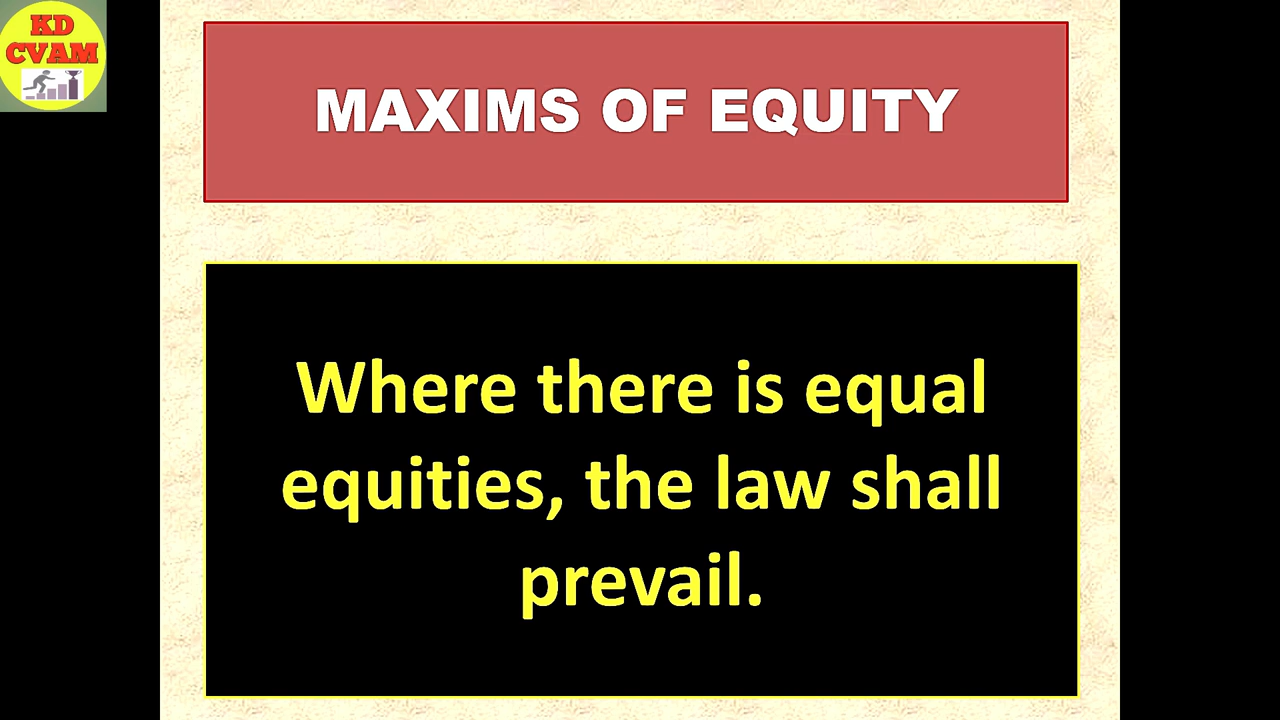 KD
CVAM
MAXIMS OF EQUITY
Where there is equal
equities, the law shall
prevail.